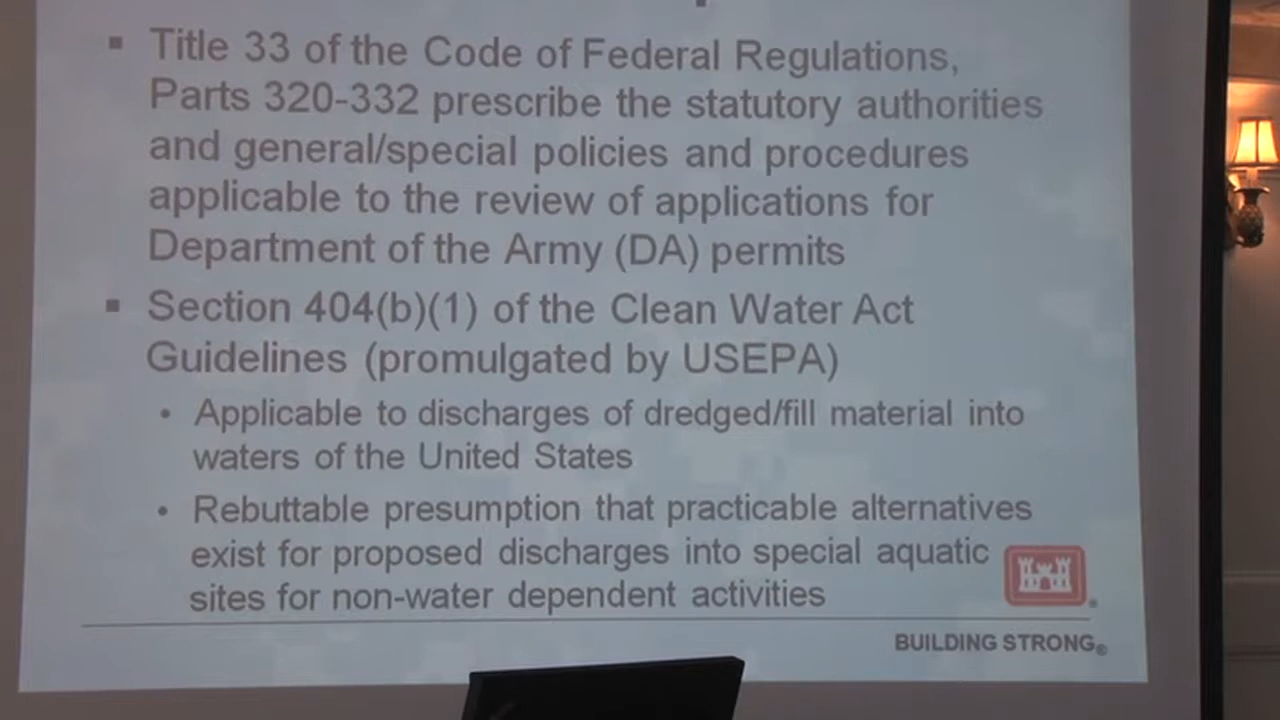 ▪ Title 33 of the Code of Federal Regulations,
Parts 320-332 prescribe the statutory authorities
and general/special policies and procedures
applicable to the review of applications for
Department of the Army (DA) permits
▪ Section 404(b)(1) of the Clean Water Act
Guidelines (promulgated by USEPA)
• Applicable to discharges of dredged/fill material into
waters of the United States
• Rebuttable presumption that practicable alternatives
exist for proposed discharges into special aquatic
sites for non-water dependent activities
BUILDING STRONG®